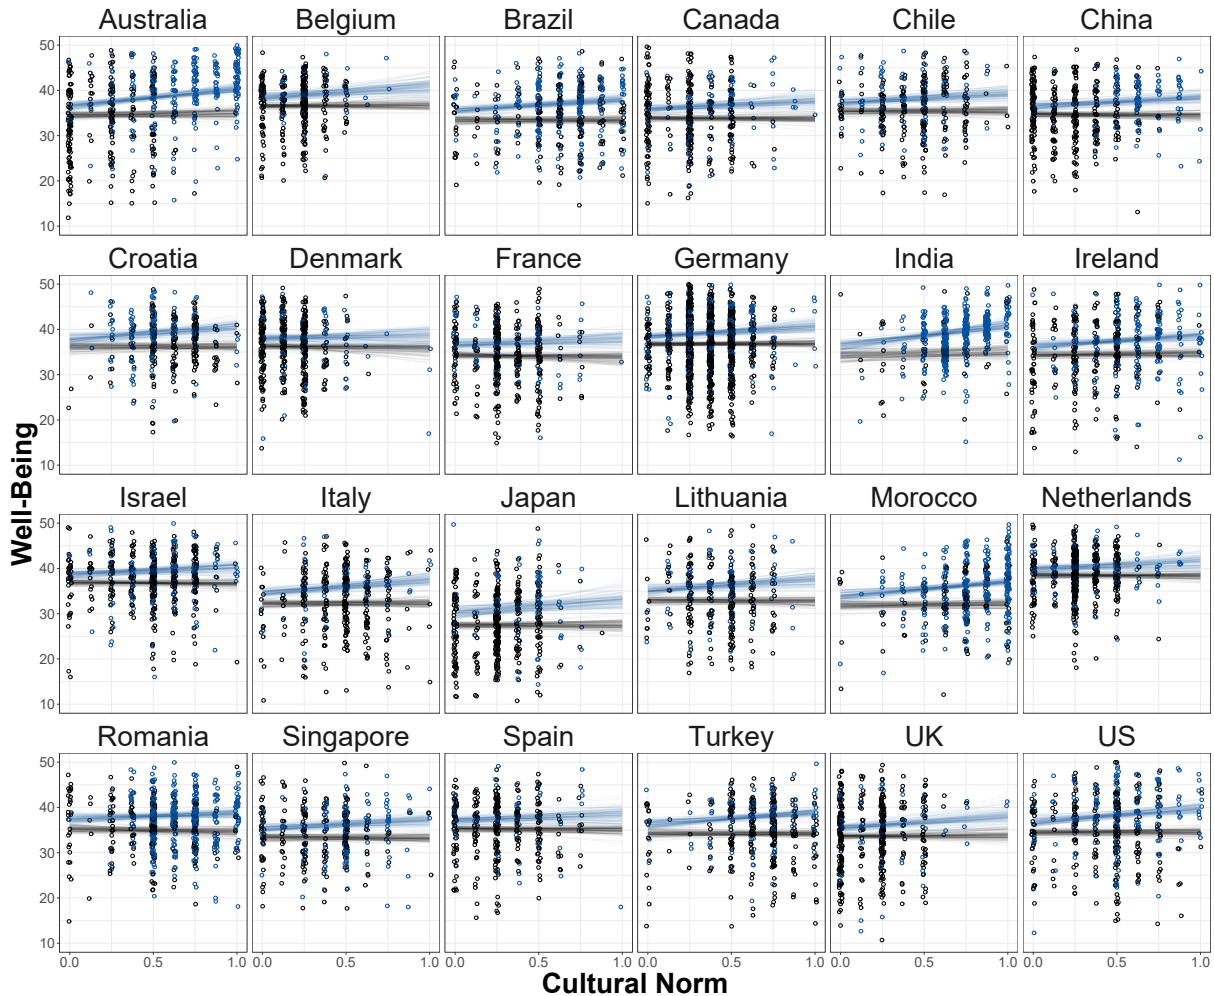 Australia Belgium Brazil Canada Chile China
50
40
30
20
10
Croatia Denmark France Germany India Ireland
50
40
30
20
10
Well-Being
Israel Italy Japan Lithuania Morocco Netherlands
50
40
30
20
10
Romania Singapore Spain Turkey UK US
50
40
30
20
10
0.0 0.5 1.0 0.0 0.5 1.0 0.0 0.5 1.0 0.0 0.5 1.0 0.0 0.5 1.0 0.0 0.5 1.0
Cultural Norm